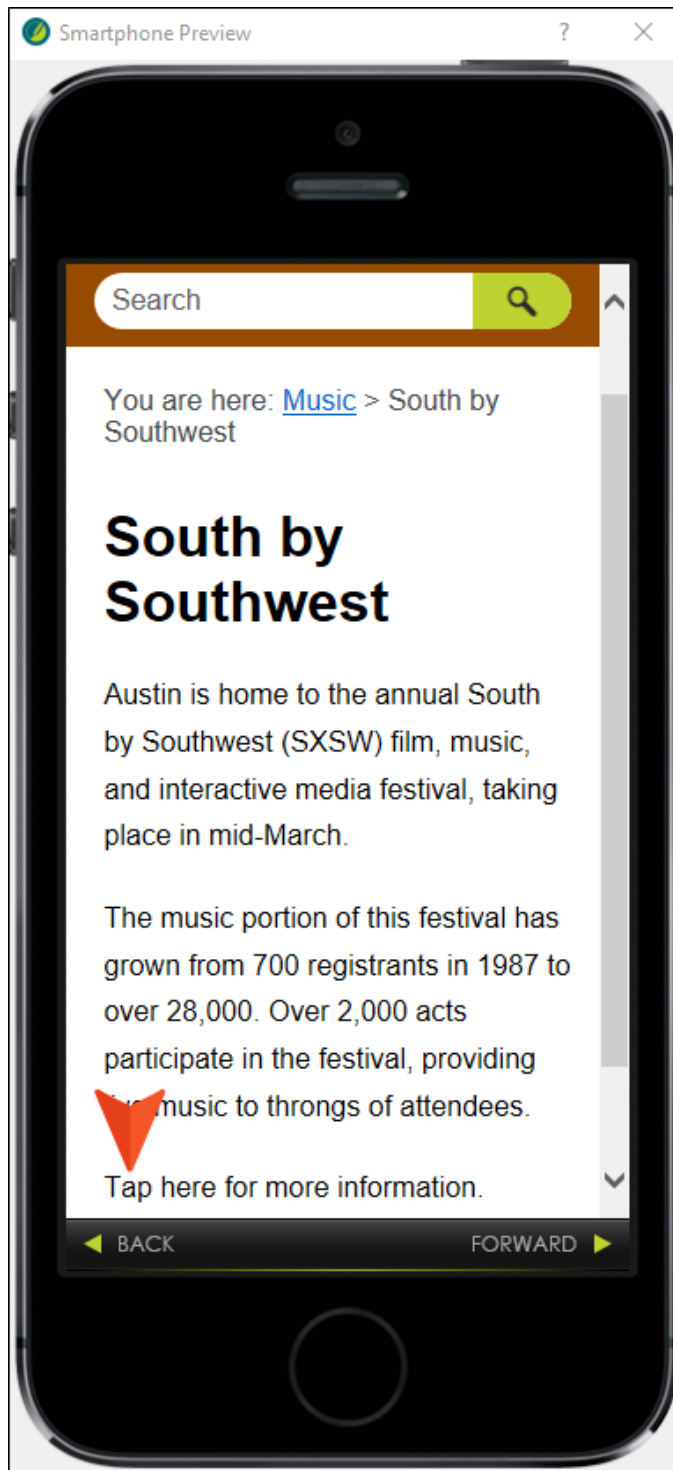 Smartphone Preview ?
Search
You are here: Music > South by
Southwest
South by
Southwest
Austin is home to the annual South
by Southwest (SXSW) film, music,
and interactive media festival, taking
place in mid-March.
The music portion of this festival has
grown from 700 registrants in 1987 to
over 28,000. Over 2,000 acts
participate in the festival, providing
music to throngs of attendees.
Tap here for more information.
BACK FORWARD